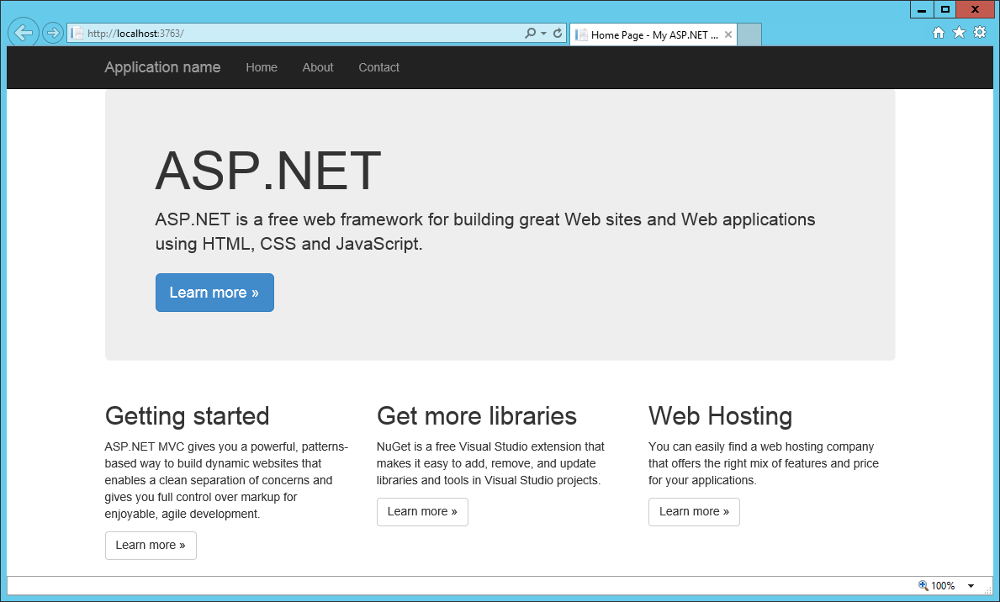 http://localhost:3763/
Home Page - My ASP.NET ...
Application name
Home
About
Contact
ASP.NET
ASP.NET is a free web framework for building great Web sites and Web applications
using HTML, CSS and JavaScript.
Learn more »
Getting started
ASP.NET MVC gives you a powerful, patterns-
based way to build dynamic websites that
enables a clean separation of concerns and
gives you full control over markup for
enjoyable, agile development.
Learn more »
Get more libraries
NuGet is a free Visual Studio extension that
makes it easy to add, remove, and update
libraries and tools in Visual Studio projects.
Learn more »
Web Hosting
You can easily find a web hosting company
that offers the right mix of features and price
for your applications.
Learn more »
100%